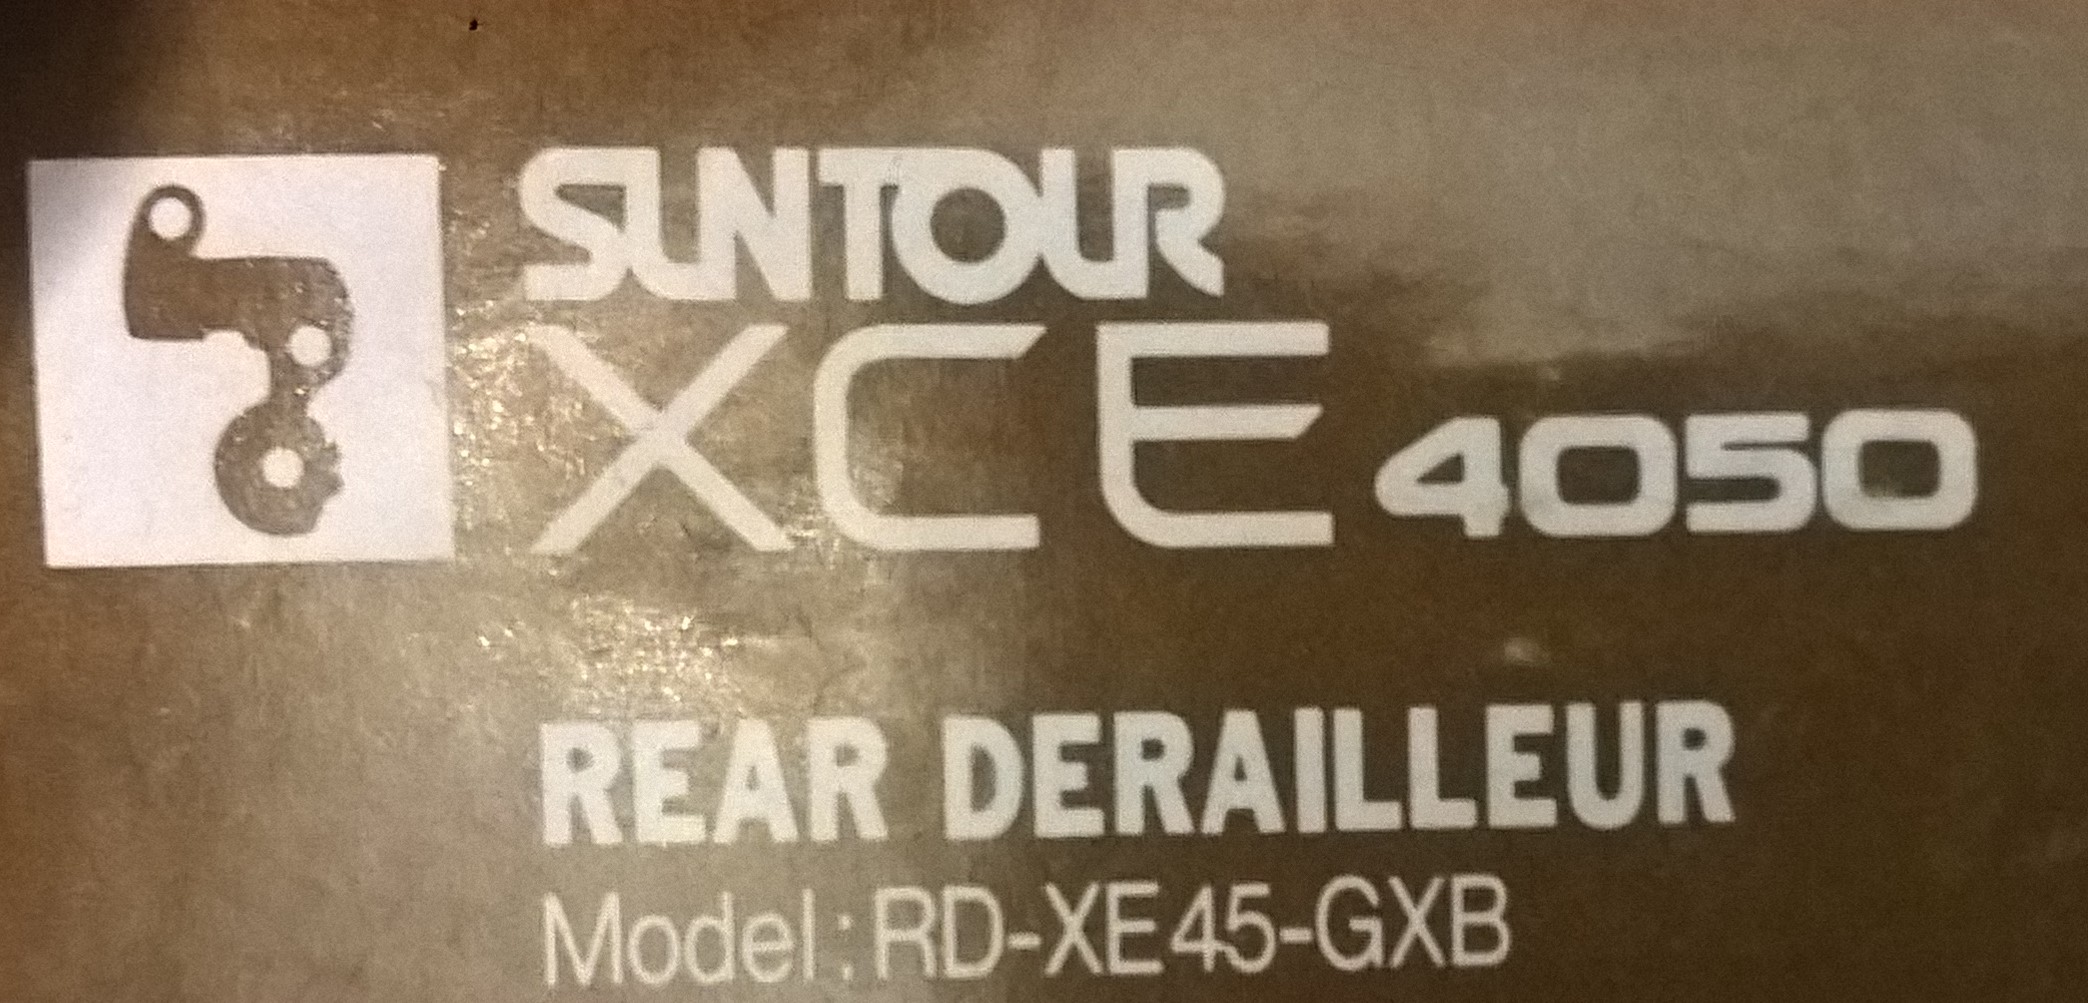 SUNTOUR
XCE 4050
REAR DERAILLEUR
Model: RD-XE45-GXB